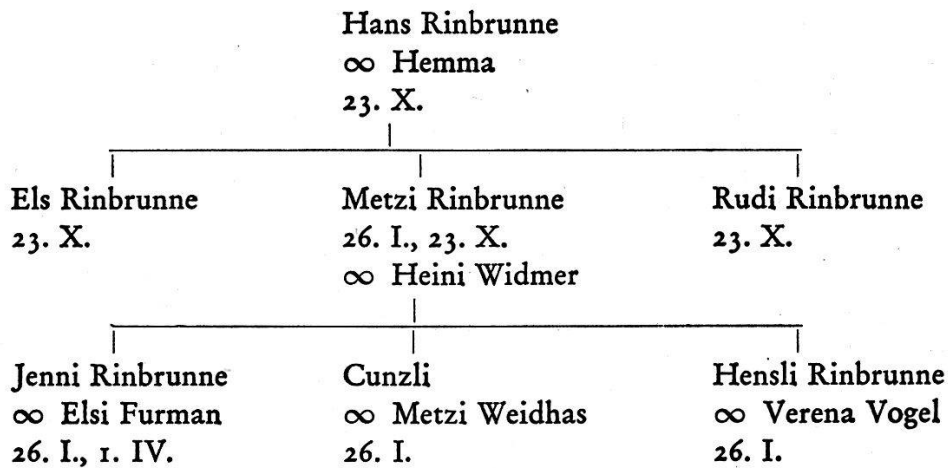 Hans Rinbrunne
∞ Hemma
23. X.
Els Rinbrunne
23. X.
Metzi Rinbrunne
26. I., 23. X.
∞ Heini Widmer
Rudi Rinbrunne
23. X.
Jenni Rinbrunne
∞ Elsi Furman
26. I., 1. IV.
Cunzli
∞ Metzi Weidhas
26. I.
Hensli Rinbrunne
∞ Verena Vogel
26. I.